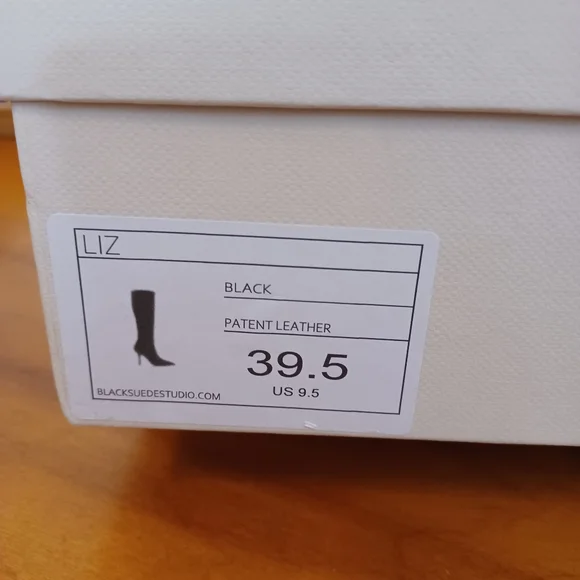 LIZ
BLACK
PATENT LEATHER
39.5
US 9.5
BLACKSUEDESTUDIO.COM